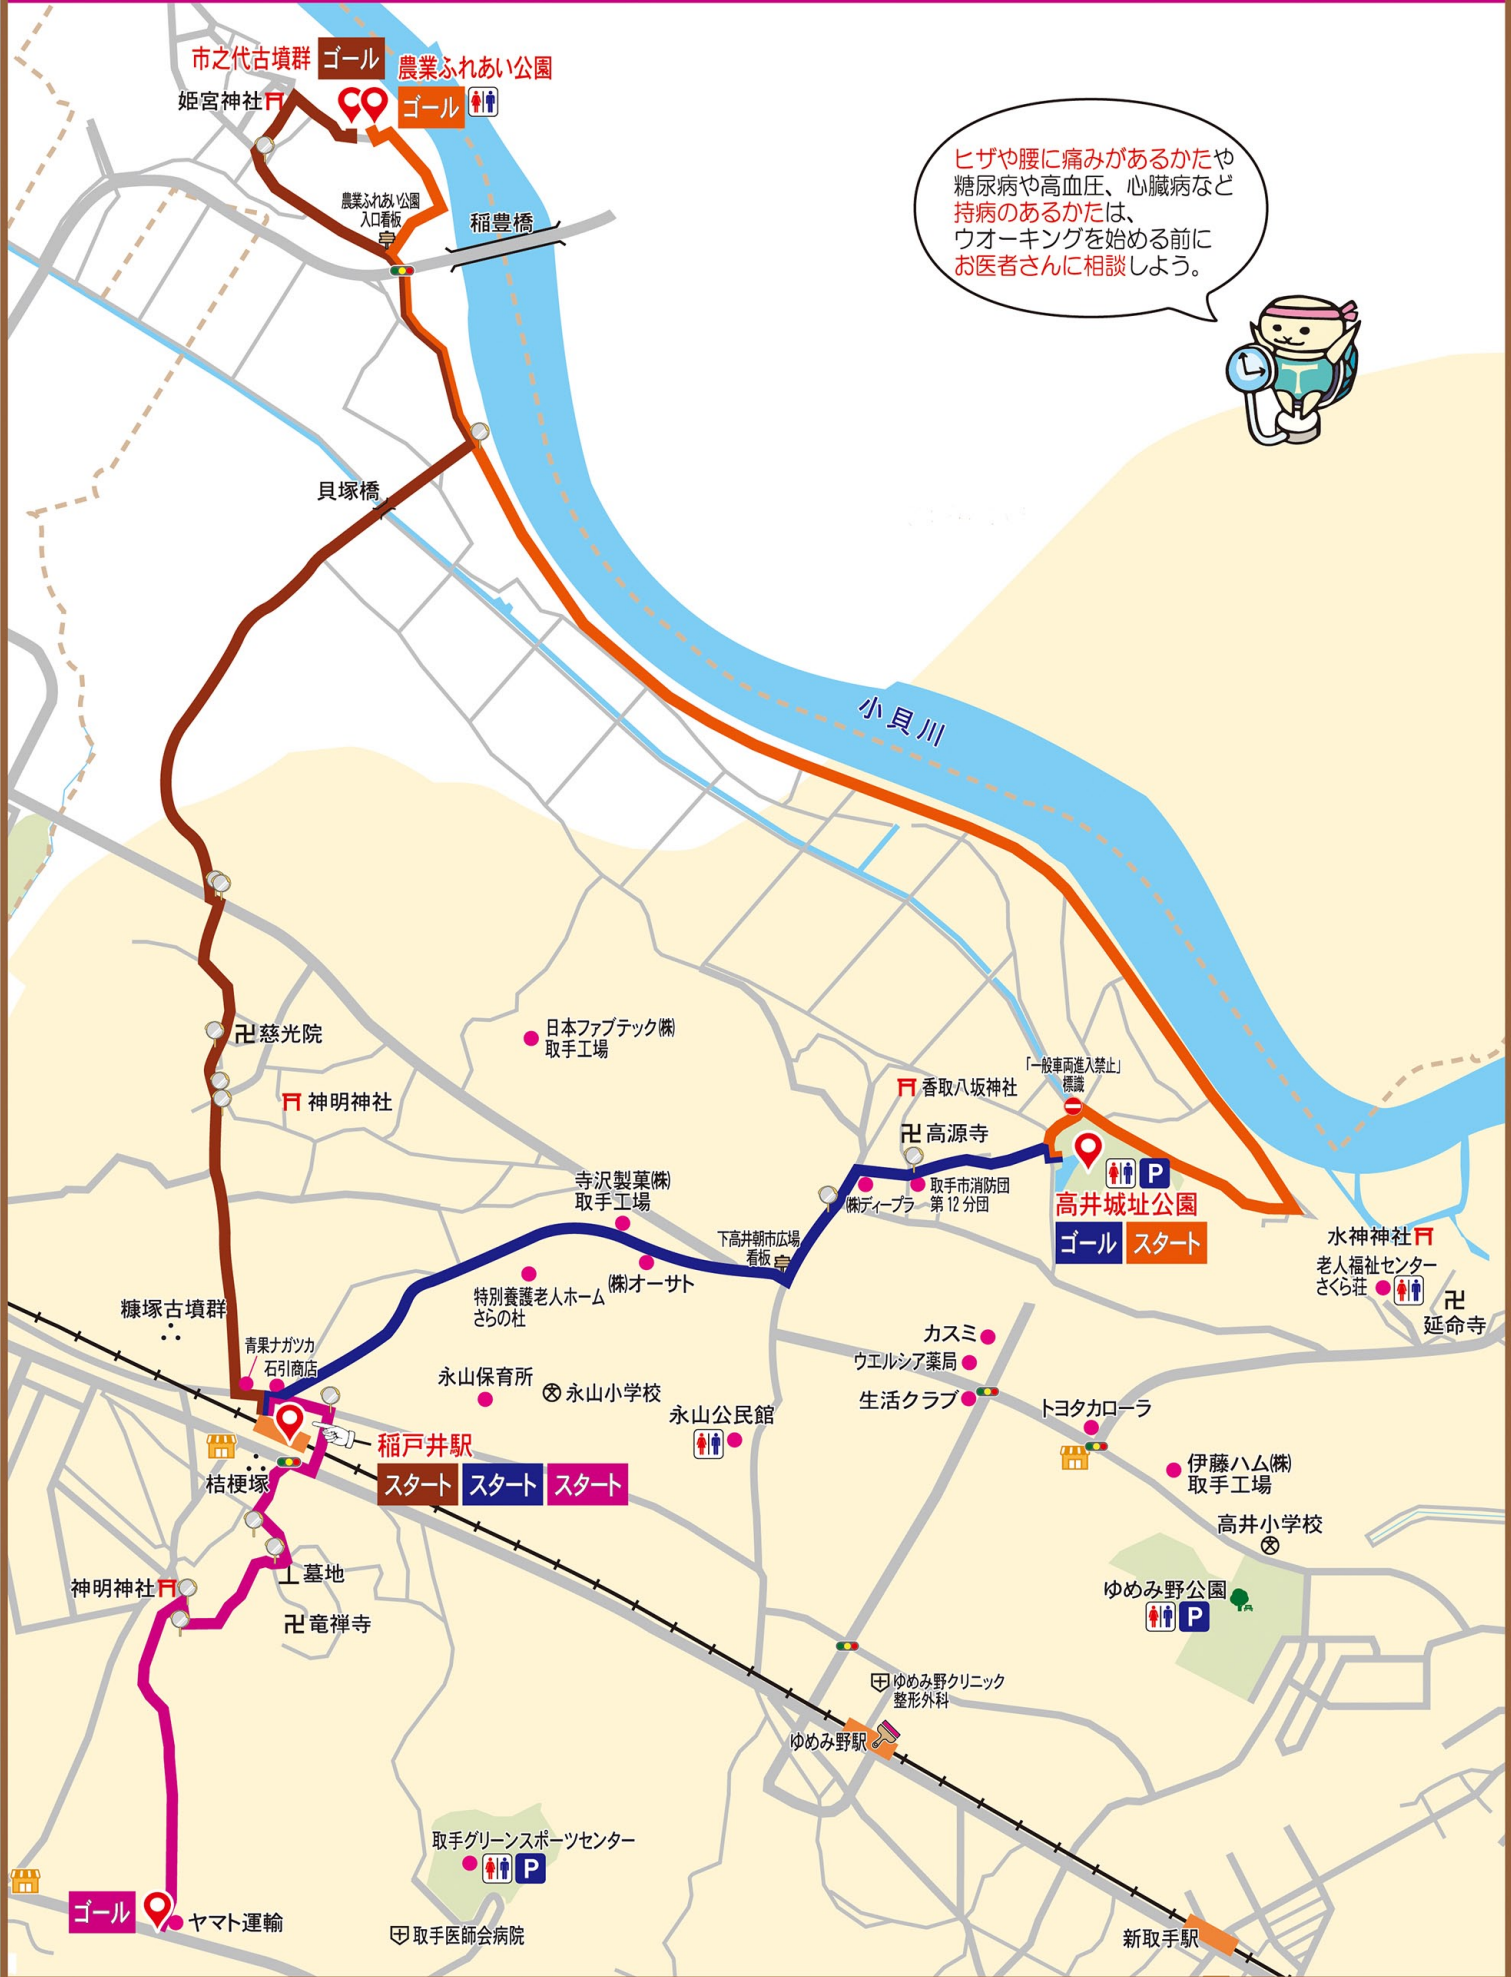 市之代古墳群
ゴール
農業ふれあい公園
ゴール
姫宮神社
農業ふれあい公園
入口看板
稲豊橋
ヒザや腰に痛みがあるかたや
糖尿病や高血圧、心臓病など
持病のあるかたは、
ウオーキングを始める前に
お医者さんに相談しよう。
貝塚橋
小貝川
慈光院
神明神社
日本ファブテック㈱
取手工場
「一般車両進入禁止」
標識
香取八坂神社
高源寺
P
高井城址公園
ゴール
スタート
寺沢製菓㈱
取手工場
㈱ディープラ
取手市消防団
第12分団
下高井朝市広場
看板
㈱オーサト
特別養護老人ホーム
さらの杜
水神神社
老人福祉センター
さくら荘
延命寺
糠塚古墳群
青果ナガツカ
石引商店
永山保育所
永山小学校
カスミ
ウエルシア薬局
生活クラブ
永山公民館
トヨタカローラ
稲戸井駅
スタート
スタート
スタート
桔梗塚
伊藤ハム㈱
取手工場
高井小学校
墓地
神明神社
竜禅寺
ゆめみ野公園
P
ゆめみ野クリニック
整形外科
ゆめみ野駅
取手グリーンスポーツセンター
P
ゴール
ヤマト運輸
取手医師会病院
新取手駅